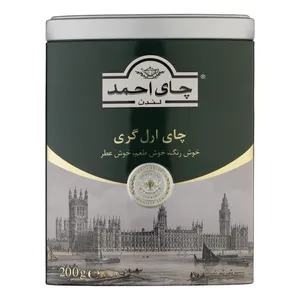 چای احمد
لندن
®
چای ارل گری
خوش رنگ، خوش طعم، خوش عطر
200g